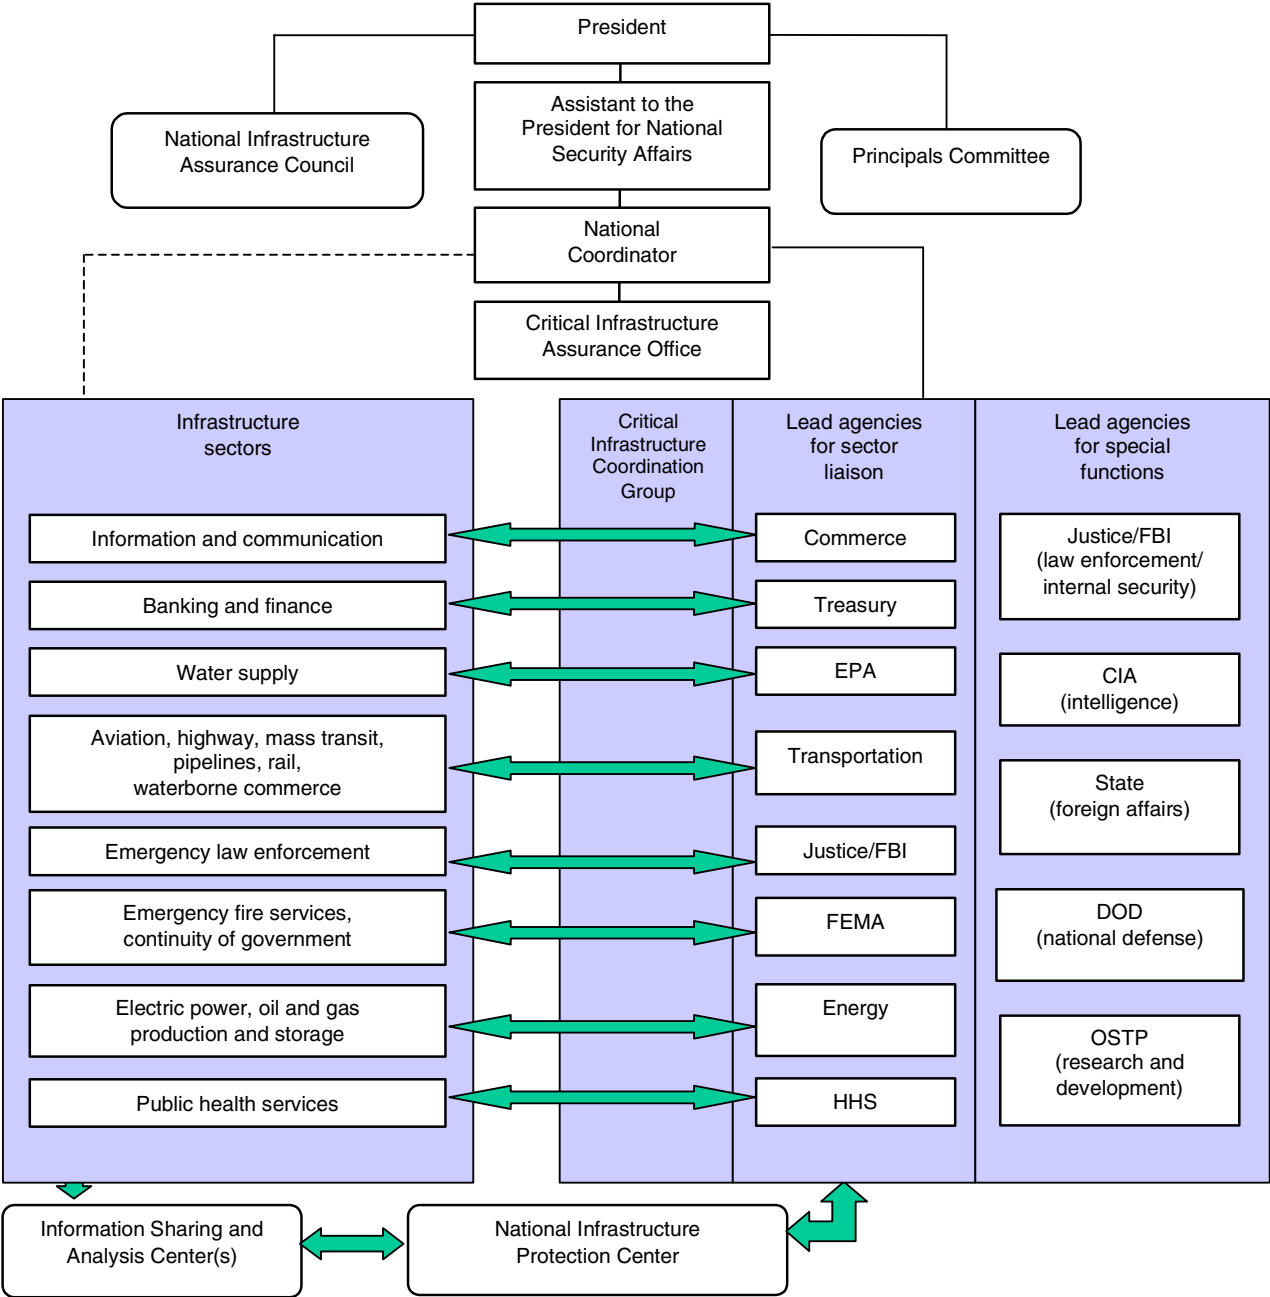 President
National Infrastructure
Assurance Council
Assistant to the
President for National
Security Affairs
Principals Committee
National
Coordinator
Critical Infrastructure
Assurance Office
Infrastructure
sectors
Critical
Infrastructure
Coordination
Group
Lead agencies
for sector
liaison
Lead agencies
for special
functions
Information and communication
Commerce
Banking and finance
Treasury
Water supply
EPA
Aviation, highway, mass transit,
pipelines, rail,
waterborne commerce
Transportation
Emergency law enforcement
Justice/FBI
Emergency fire services,
continuity of government
FEMA
Electric power, oil and gas
production and storage
Energy
Public health services
HHS
Justice/FBI
(law enforcement/
internal security)
CIA
(intelligence)
State
(foreign affairs)
DOD
(national defense)
OSTP
(research and
development)
Information Sharing and
Analysis Center(s)
National Infrastructure
Protection Center